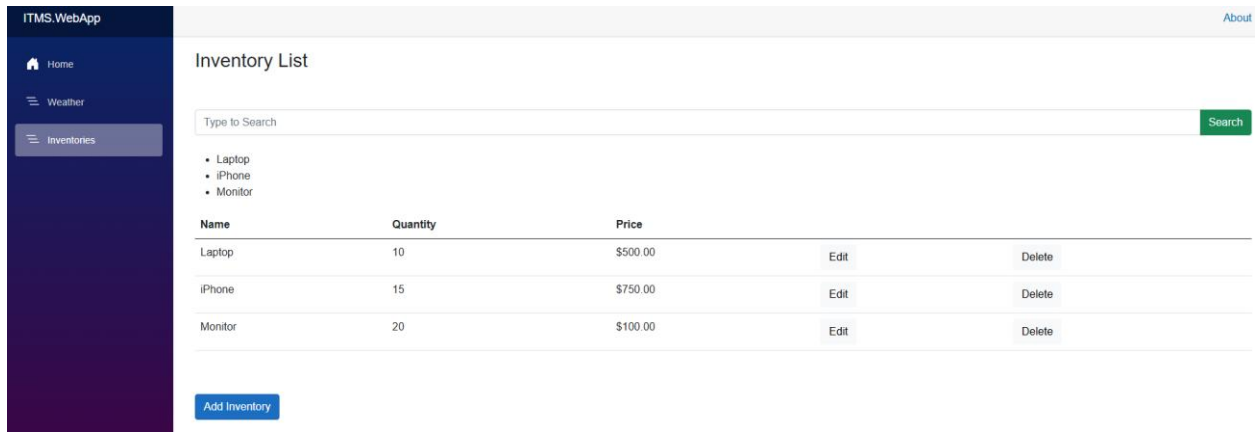 ITMS.WebApp
About
Home
Weather
Inventories
Inventory List
Type to Search
Search
• Laptop
• iPhone
• Monitor
Name Quantity Price
Laptop 10 $500.00 Edit Delete
iPhone 15 $750.00 Edit Delete
Monitor 20 $100.00 Edit Delete
Add Inventory